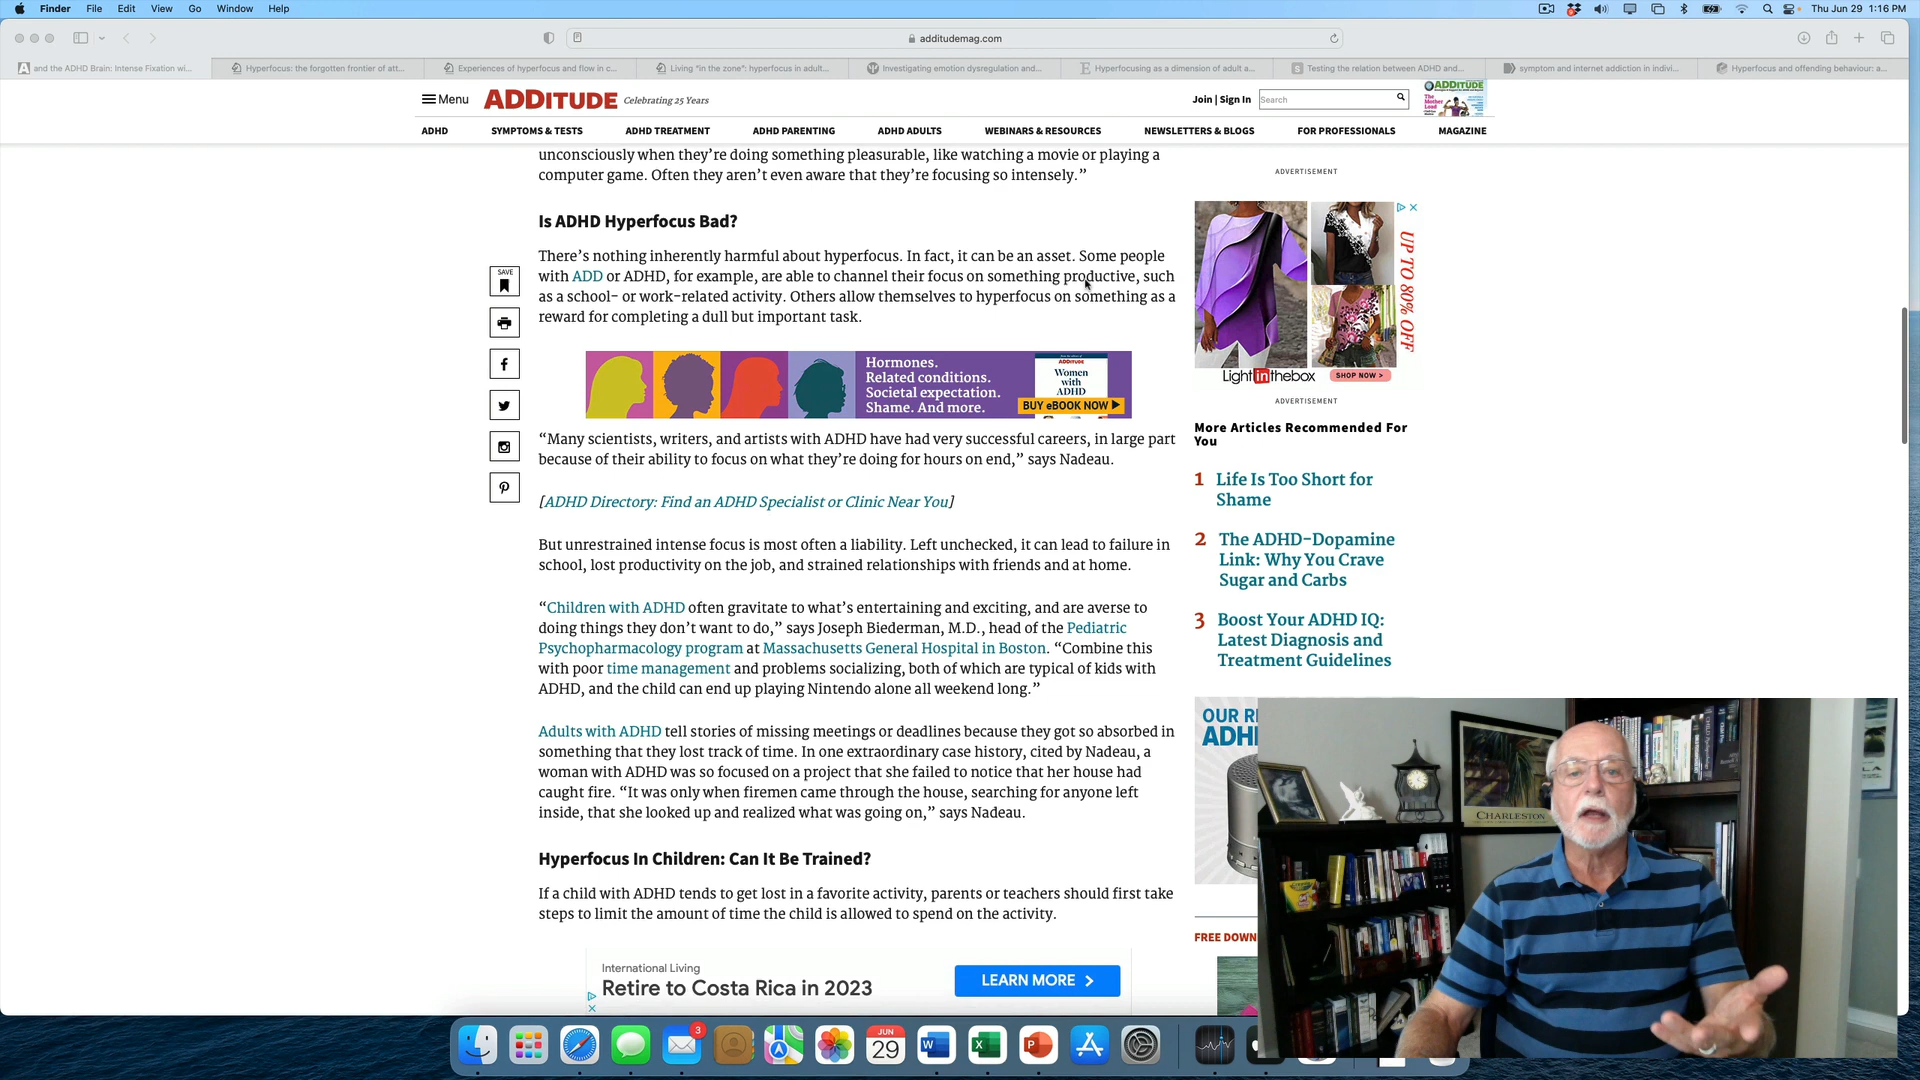 Finder File Edit View Go Window Help
Thu Jun 29 1:16 PM
additudemag.com
and the ADHD Brain: Intense Fixation wi...
Hyperfocus: the forgotten frontier of att...
Experiences of hyperfocus and flow in c...
Living "in the zone": hyperfocus in adult...
Investigating emotion dysregulation and...
Hyperfocusing as a dimension of adult a...
Testing the relation between ADHD and...
symptom and internet addiction in indivi...
Hyperfocus and offending behaviour: a...
Menu
ADDITUDE
Celebrating 25 Years
Join | Sign In
Search
ADDITUDE
ADHD
SYMPTOMS & TESTS
ADHD TREATMENT
ADHD PARENTING
ADHD ADULTS
WEBINARS & RESOURCES
NEWSLETTERS & BLOGS
FOR PROFESSIONALS
MAGAZINE
unconsciously when they're doing something pleasurable, like watching a movie or playing a
computer game. Often they aren't even aware that they're focusing so intensely."
Is ADHD Hyperfocus Bad?
There's nothing inherently harmful about hyperfocus. In fact, it can be an asset. Some people
with ADD or ADHD, for example, are able to channel their focus on something productive, such
as a school- or work-related activity. Others allow themselves to hyperfocus on something as a
reward for completing a dull but important task.
SAVE
Hormones.
Related conditions.
Societal expectation.
Shame. And more.
ADDITUDE
Women
with
ADHD
BUY eBOOK NOW
"Many scientists, writers, and artists with ADHD have had very successful careers, in large part
because of their ability to focus on what they're doing for hours on end," says Nadeau.
[ADHD Directory: Find an ADHD Specialist or Clinic Near You]
But unrestrained intense focus is most often a liability. Left unchecked, it can lead to failure in
school, lost productivity on the job, and strained relationships with friends and at home.
"Children with ADHD often gravitate to what's entertaining and exciting, and are averse to
doing things they don't want to do," says Joseph Biederman, M.D., head of the Pediatric
Psychopharmacology program at Massachusetts General Hospital in Boston. "Combine this
with poor time management and problems socializing, both of which are typical of kids with
ADHD, and the child can end up playing Nintendo alone all weekend long."
Adults with ADHD tell stories of missing meetings or deadlines because they got so absorbed in
something that they lost track of time. In one extraordinary case history, cited by Nadeau, a
woman with ADHD was so focused on a project that she failed to notice that her house had
caught fire. "It was only when firemen came through the house, searching for anyone left
inside, that she looked up and realized what was going on," says Nadeau.
Hyperfocus In Children: Can It Be Trained?
If a child with ADHD tends to get lost in a favorite activity, parents or teachers should first take
steps to limit the amount of time the child is allowed to spend on the activity.
International Living
Retire to Costa Rica in 2023
LEARN MORE
ADVERTISEMENT
UP TO 80% OFF
Lightinthebox
SHOP NOW >
ADVERTISEMENT
More Articles Recommended For
You
1 Life Is Too Short for
Shame
2 The ADHD-Dopamine
Link: Why You Crave
Sugar and Carbs
3 Boost Your ADHD IQ:
Latest Diagnosis and
Treatment Guidelines
OUR R
ADH
FREE DOWN
CHARLESTON
3
JUN
29
W
X
P